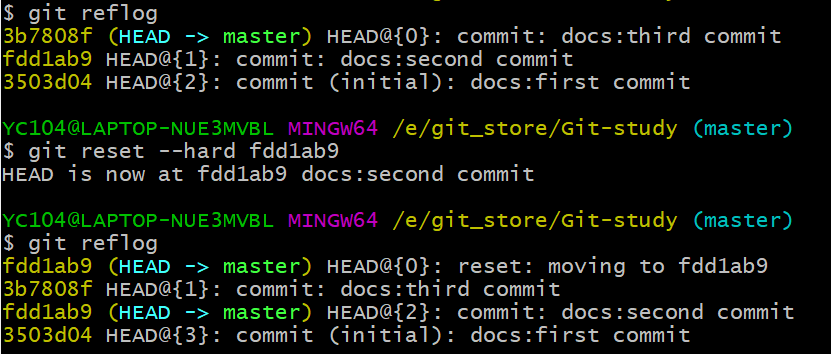 $ git reflog
3b7808f (HEAD -> master) HEAD@{0}: commit: docs:third commit
fdd1ab9 HEAD@{1}: commit: docs:second commit
3503d04 HEAD@{2}: commit (initial): docs:first commit
YC104@LAPTOP-NUE3MVBL MINGW64 /e/git_store/Git-study (master)
$ git reset --hard fdd1ab9
HEAD is now at fdd1ab9 docs:second commit
YC104@LAPTOP-NUE3MVBL MINGW64 /e/git_store/Git-study (master)
$ git reflog
fdd1ab9 (HEAD -> master) HEAD@{0}: reset: moving to fdd1ab9
3b7808f HEAD@{1}: commit: docs:third commit
fdd1ab9 (HEAD -> master) HEAD@{2}: commit: docs:second commit
3503d04 HEAD@{3}: commit (initial): docs:first commit